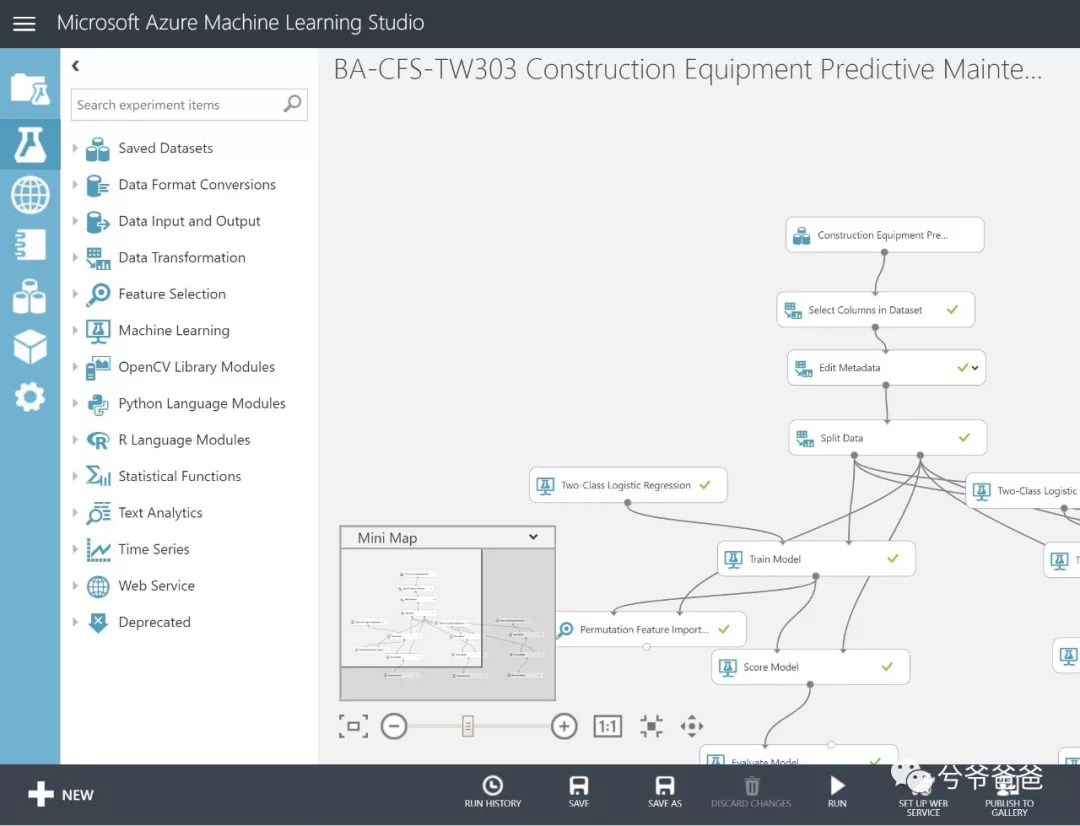 Microsoft Azure Machine Learning Studio
BA-CFS-TW303 Construction Equipment Predictive Mainte...
Search experiment items
Saved Datasets
Data Format Conversions
Data Input and Output
Data Transformation
Feature Selection
Machine Learning
OpenCV Library Modules
Python Language Modules
R Language Modules
Statistical Functions
Text Analytics
Time Series
Web Service
Deprecated
Construction Equipment Pre...
Select Columns in Dataset
Edit Metadata
Split Data
Two-Class Logistic Regression
Two-Class Logistic
Mini Map
Train Model
Permutation Feature Import...
Score Model
Evaluate Model
1:1
NEW
RUN HISTORY
SAVE
SAVE AS
DISCARD CHANGES
RUN
SET UP WEB
SERVICE
PUBLISH TO
GALLERY
兮爷爸爸